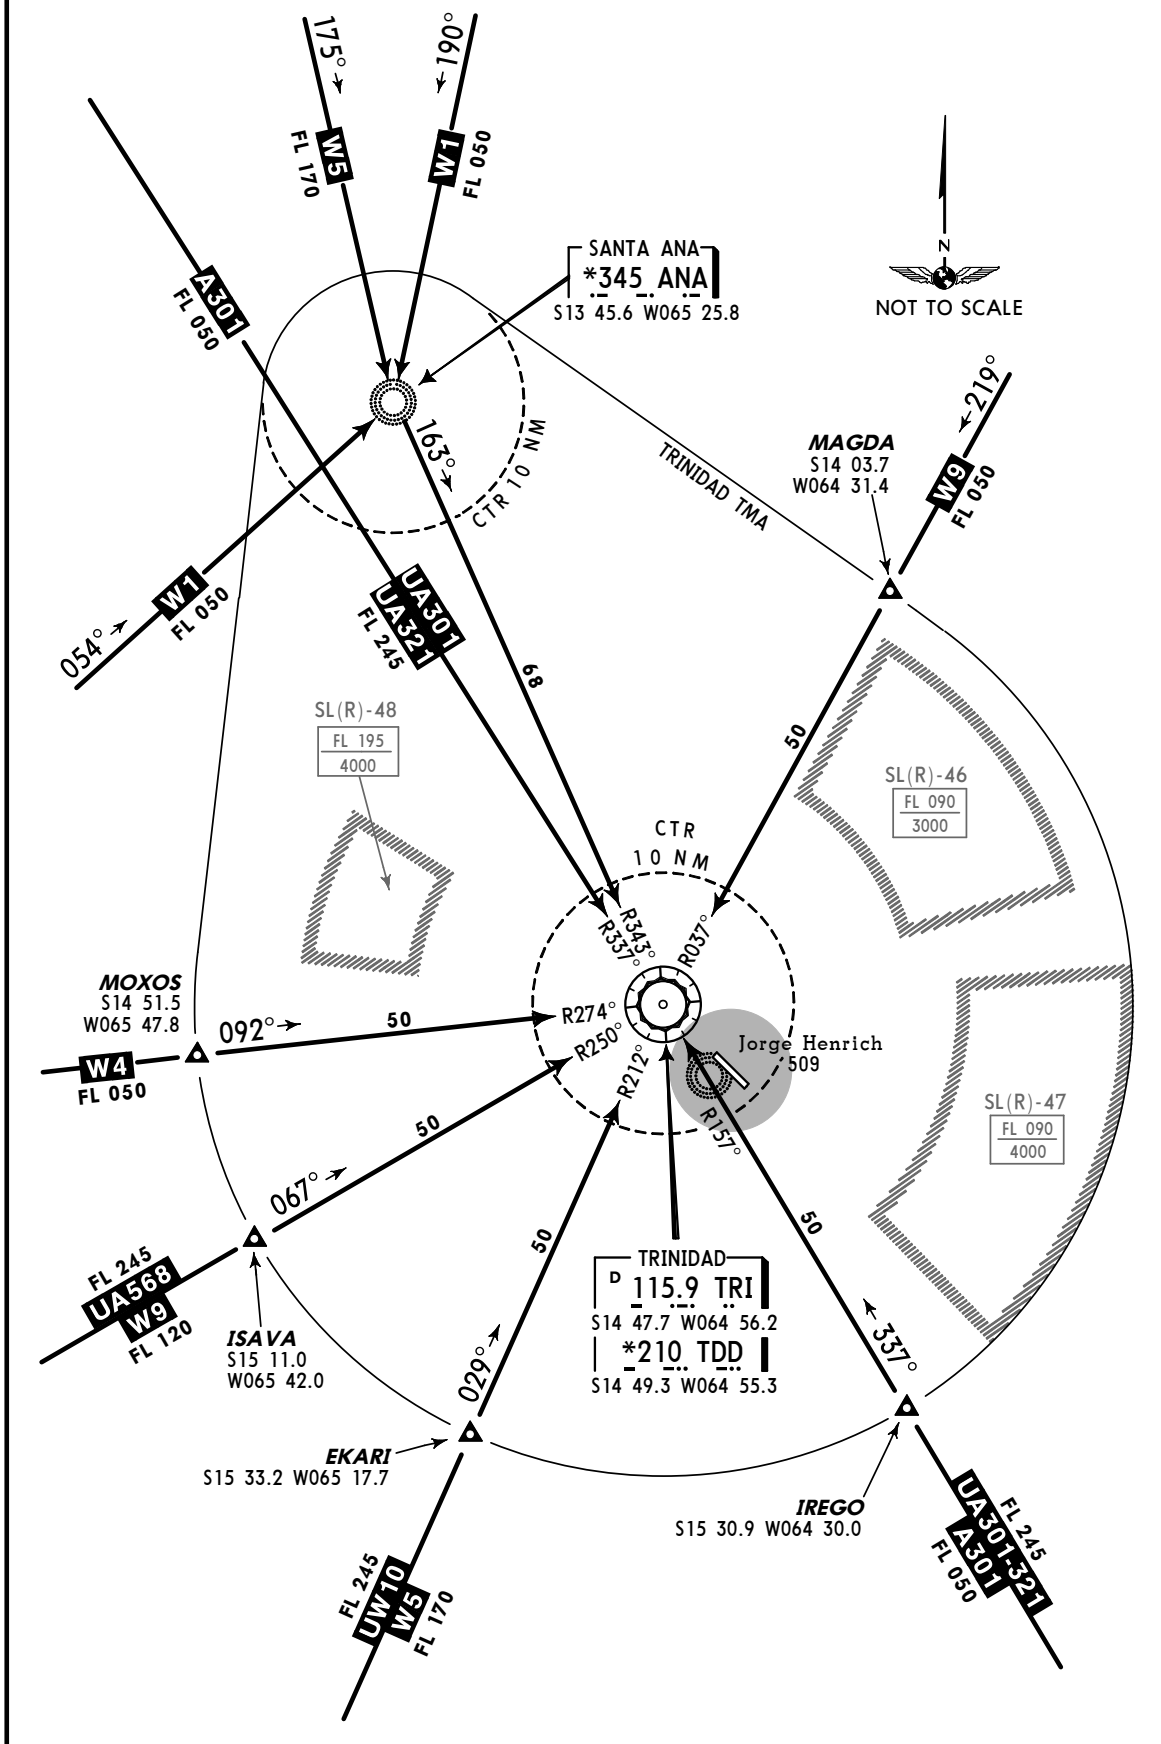 175°
190°
W5
FL 170
W1
FL 050
A301
FL 050
SANTA ANA
*345 ANA
S13 45.6 W065 25.8
N
NOT TO SCALE
219°
W9
FL 050
MAGDA
S14 03.7
W064 31.4
TRINIDAD TMA
163°
CTR 10 NM
W1
FL 050
054°
UA301
UA321
FL 245
68
50
SL(R)-48
FL 195
4000
SL(R)-46
FL 090
3000
CTR
10 NM
R343°
R337°
R037°
MOXOS
S14 51.5
W065 47.8
092°
50
R274°
R250°
R212°
W4
FL 050
Jorge Henrich
509
R157°
SL(R)-47
FL 090
4000
50
067°
50
50
TRINIDAD
D 115.9 TRI
S14 47.7 W064 56.2
*210 TDD
S14 49.3 W064 55.3
FL 245
UA568
W9
FL 120
ISAVA
S15 11.0
W065 42.0
029°
337°
EKARI
S15 33.2 W065 17.7
IREGO
S15 30.9 W064 30.0
FL 245
UW10
W5
FL 170
FL 245
UA301-321
A301
FL 050